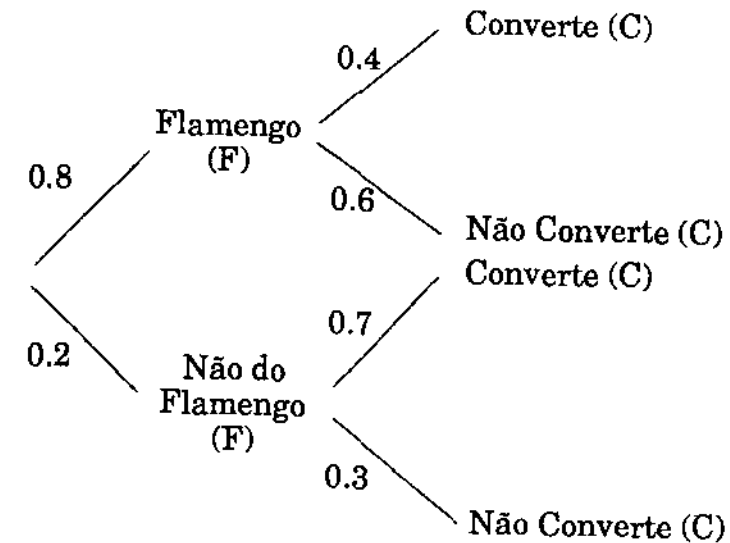 Converte (C)
0.4
Flamengo
(F)
0.8
0.6
Não Converte (C)
Converte (C)
0.7
0.2
Não do
Flamengo
(F)
0.3
Não Converte (C)